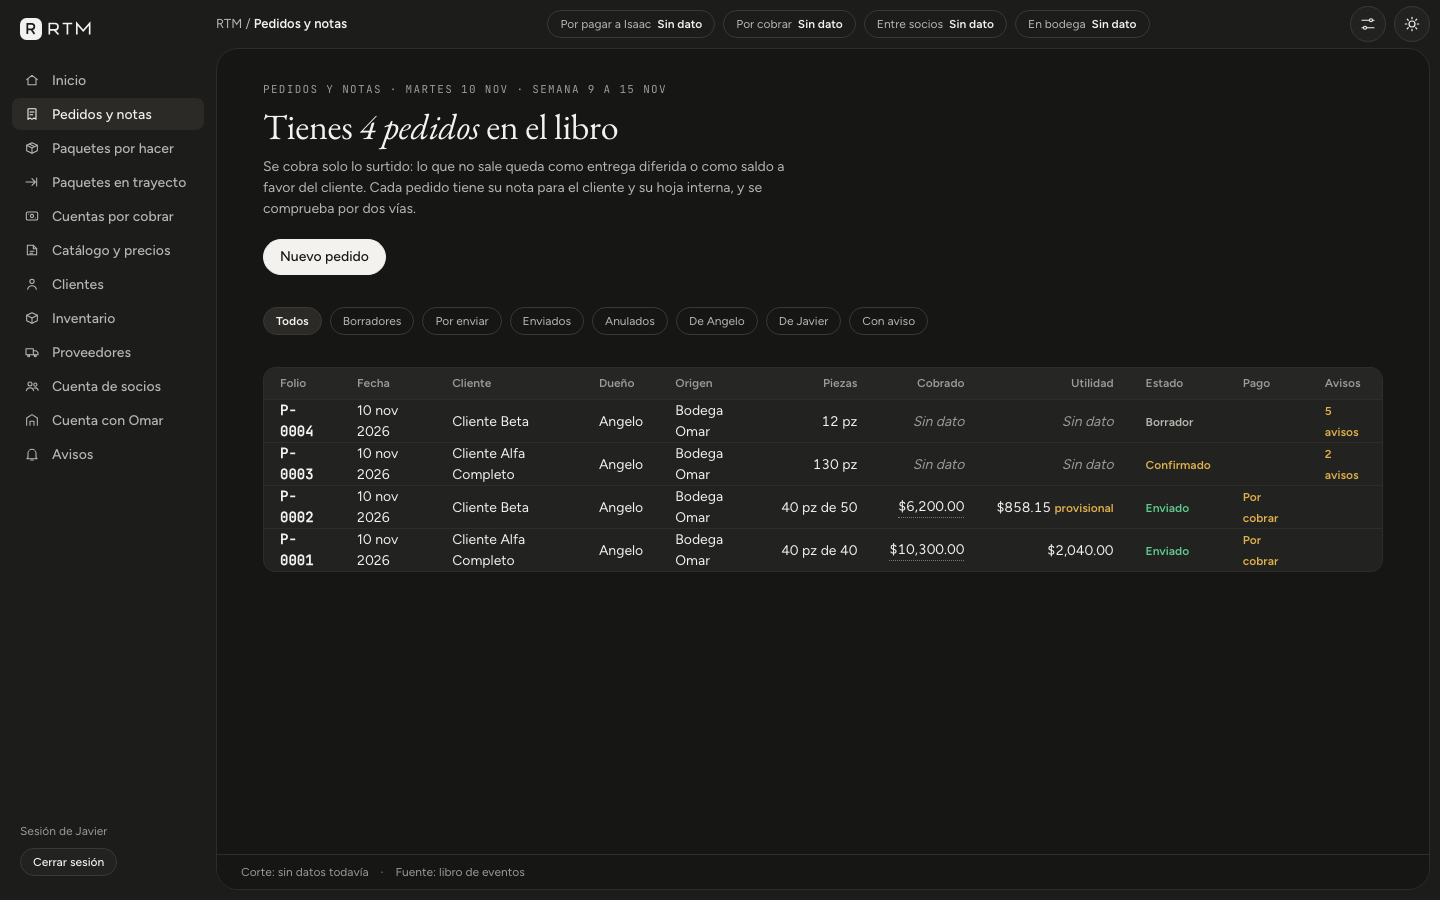 R RTM
RTM / Pedidos y notas
Por pagar a Isaac Sin dato
Por cobrar Sin dato
Entre socios Sin dato
En bodega Sin dato
Inicio
Pedidos y notas
Paquetes por hacer
Paquetes en trayecto
Cuentas por cobrar
Catálogo y precios
Clientes
Inventario
Proveedores
Cuenta de socios
Cuenta con Omar
Avisos
Sesión de Javier
Cerrar sesión
PEDIDOS Y NOTAS · MARTES 10 NOV · SEMANA 9 A 15 NOV
Tienes 4 pedidos en el libro
Se cobra solo lo surtido: lo que no sale queda como entrega diferida o como saldo a
favor del cliente. Cada pedido tiene su nota para el cliente y su hoja interna, y se
comprueba por dos vías.
Nuevo pedido
Todos Borradores Por enviar Enviados Anulados De Angelo De Javier Con aviso
Folio Fecha Cliente Dueño Origen Piezas Cobrado Utilidad Estado Pago Avisos
P-0004 10 nov 2026 Cliente Beta Angelo Bodega Omar 12 pz Sin dato Sin dato Borrador 5 avisos
P-0003 10 nov 2026 Cliente Alfa Completo Angelo Bodega Omar 130 pz Sin dato Sin dato Confirmado 2 avisos
P-0002 10 nov 2026 Cliente Beta Angelo Bodega Omar 40 pz de 50 $6,200.00 $858.15 provisional Enviado Por cobrar
P-0001 10 nov 2026 Cliente Alfa Completo Angelo Bodega Omar 40 pz de 40 $10,300.00 $2,040.00 Enviado Por cobrar
Corte: sin datos todavía · Fuente: libro de eventos